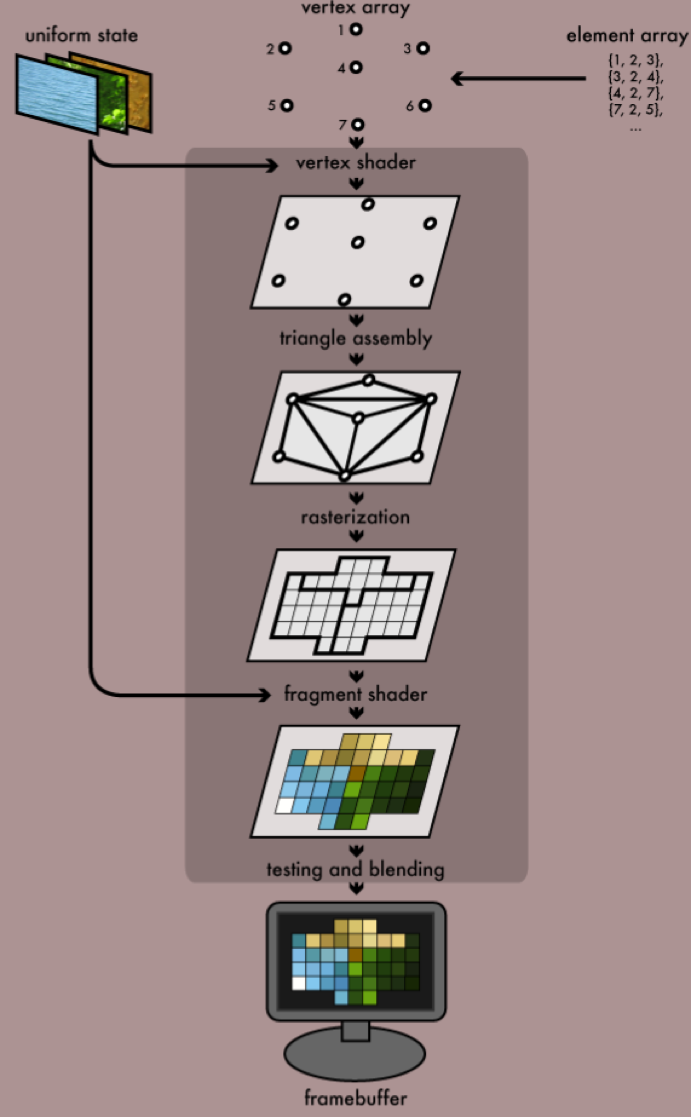 vertex array
uniform state
element array
1
2
3
4
5
6
7
{1, 2, 3},
{3, 2, 4},
{4, 2, 7},
{7, 2, 5},
...
vertex shader
triangle assembly
rasterization
fragment shader
testing and blending
framebuffer